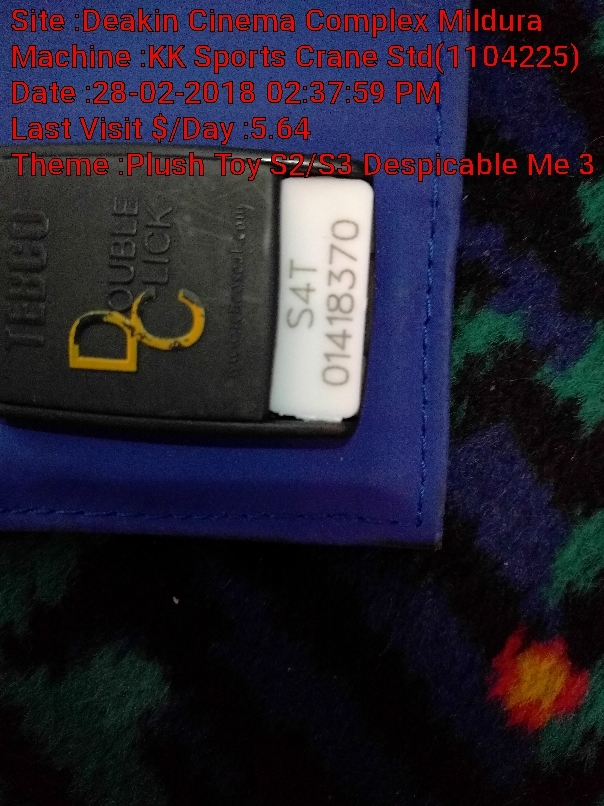 Site :Deakin Cinema Complex Mildura
Machine :KK Sports Crane Std(1104225)
Date :28-02-2018 02:37:59 PM
Last Visit $/Day :5.64
Theme :Plush Toy S2/S3 Despicable Me 3
TEBCO
DOUBLE
CLICK
S4T
01418370